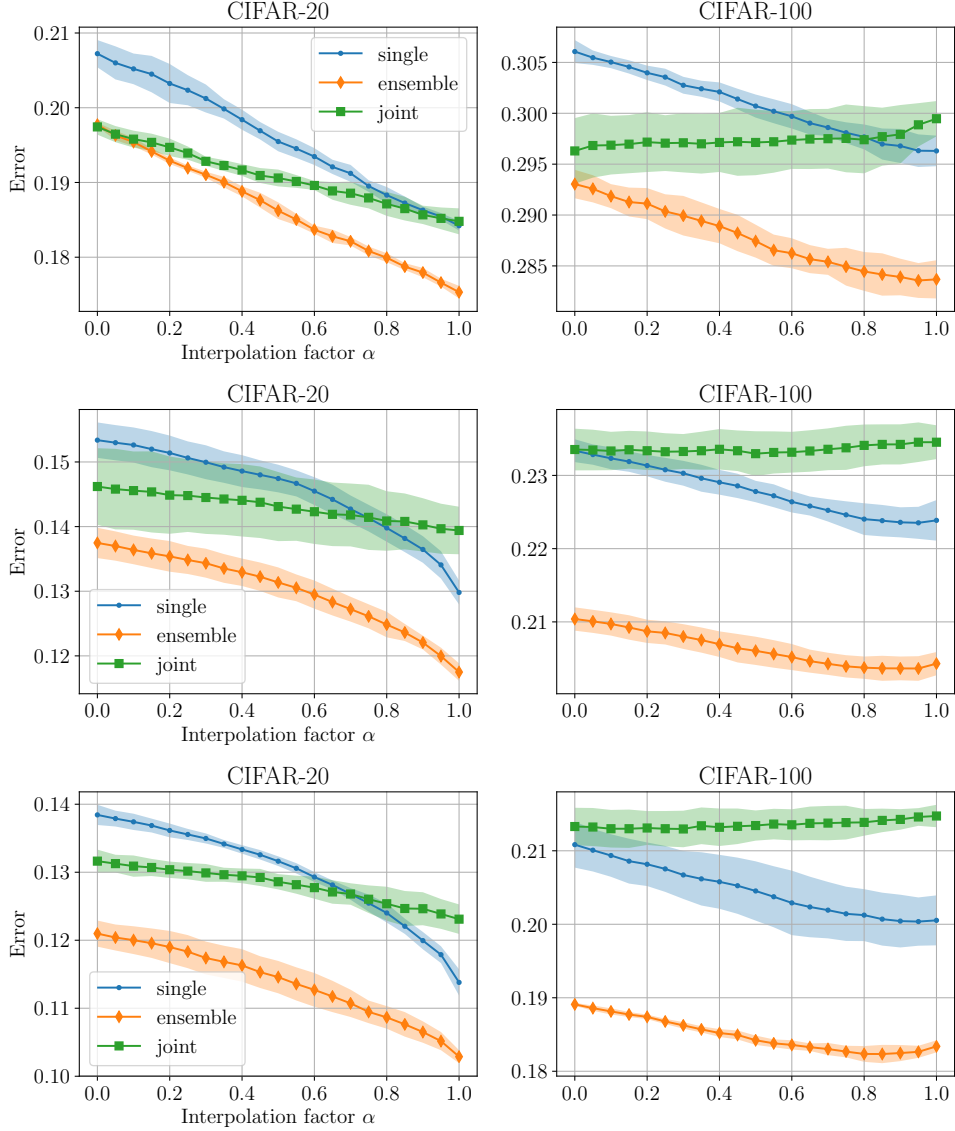 CIFAR-20
CIFAR-100
0.21
0.20
0.19
0.18
Error
single
ensemble
joint
0.305
0.300
0.295
0.290
0.285
0.0 0.2 0.4 0.6 0.8 1.0
0.0 0.2 0.4 0.6 0.8 1.0
Interpolation factor α
CIFAR-20
CIFAR-100
0.15
0.14
0.13
0.12
Error
single
ensemble
joint
0.23
0.22
0.21
0.0 0.2 0.4 0.6 0.8 1.0
0.0 0.2 0.4 0.6 0.8 1.0
Interpolation factor α
CIFAR-20
CIFAR-100
0.14
0.13
0.12
0.11
0.10
Error
single
ensemble
joint
0.21
0.20
0.19
0.18
0.0 0.2 0.4 0.6 0.8 1.0
0.0 0.2 0.4 0.6 0.8 1.0
Interpolation factor α